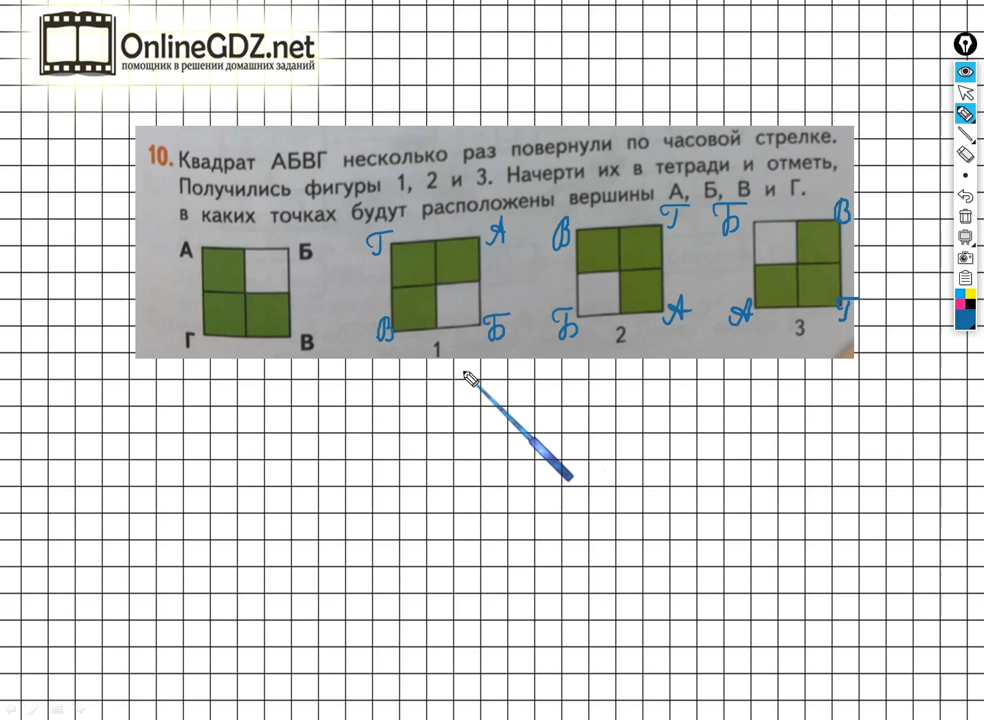 OnlineGDZ.net
помощник в решении домашних заданий
10. Квадрат АБВГ несколько раз повернули по часовой стрелке.
Получились фигуры 1, 2 и 3. Начерти их в тетради и отметь,
в каких точках будут расположены вершины А, Б, В и Г.
А Б Г А В Г Б В
Г В В Б Б А А Г
1 2 3